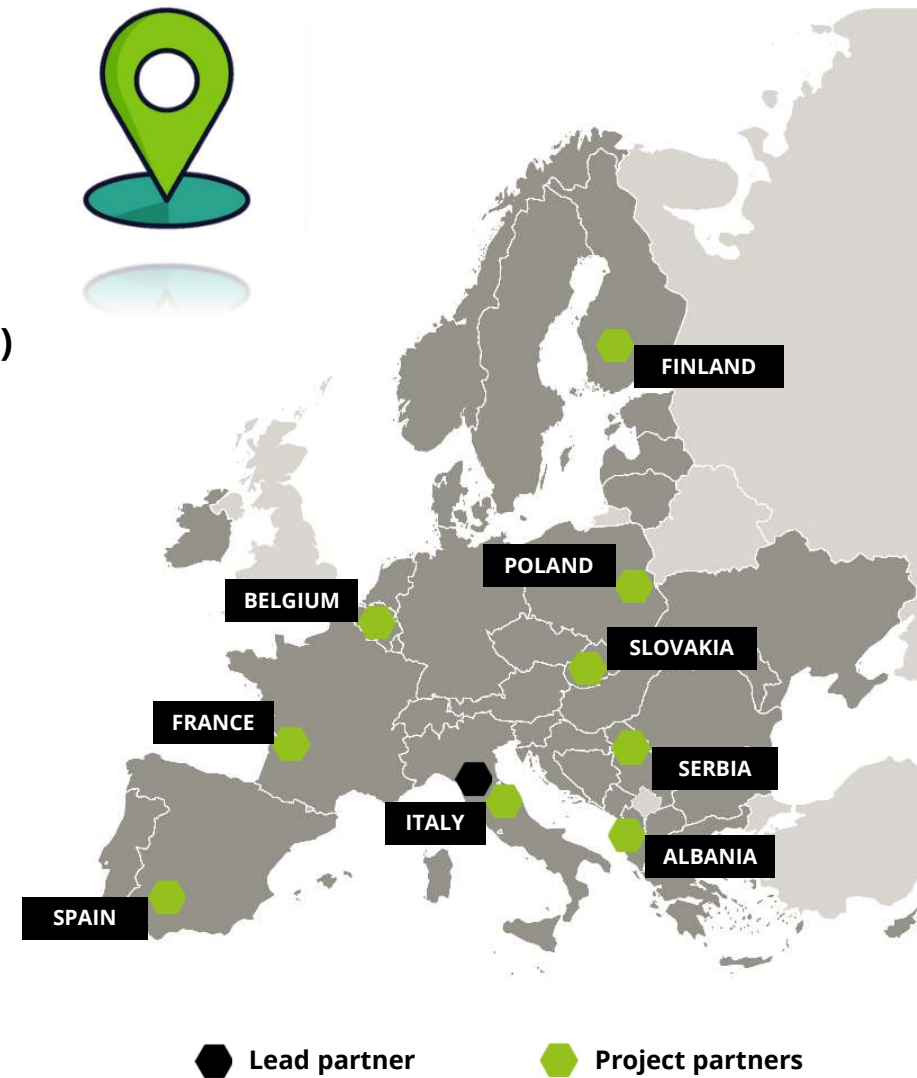 )
FINLAND
POLAND
BELGIUM
SLOVAKIA
FRANCE
SERBIA
ITALY
ALBANIA
SPAIN
Lead partner
Project partners